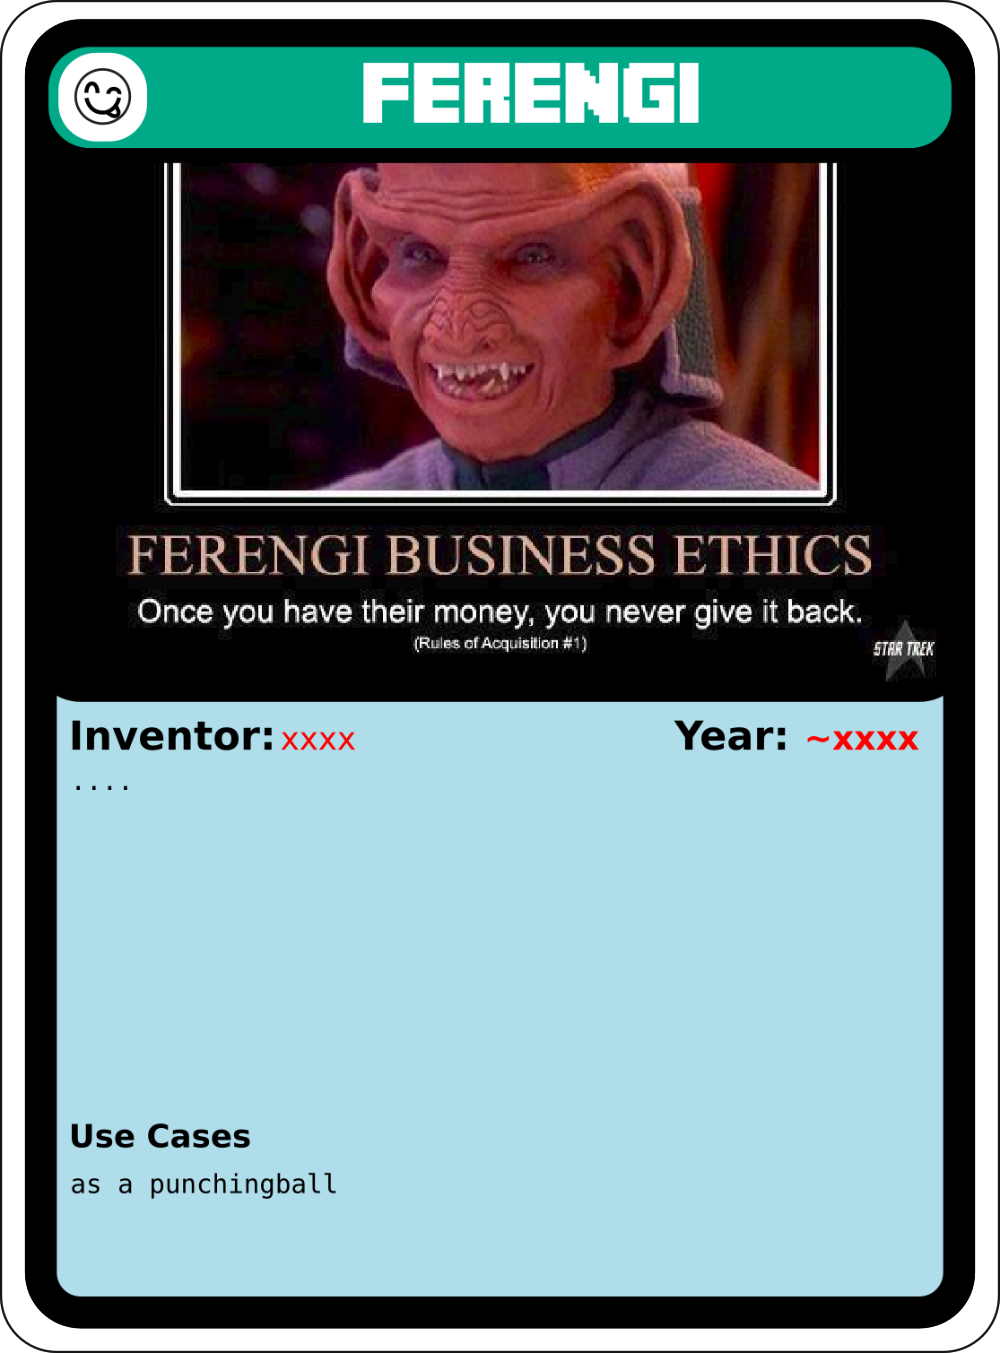 FERENGI
FERENGI BUSINESS ETHICS
Once you have their money, you never give it back.
(Rules of Acquisition #1)
STAR TREK
Inventor: xxxx
Year: ~xxxx
....
Use Cases
as a punchingball